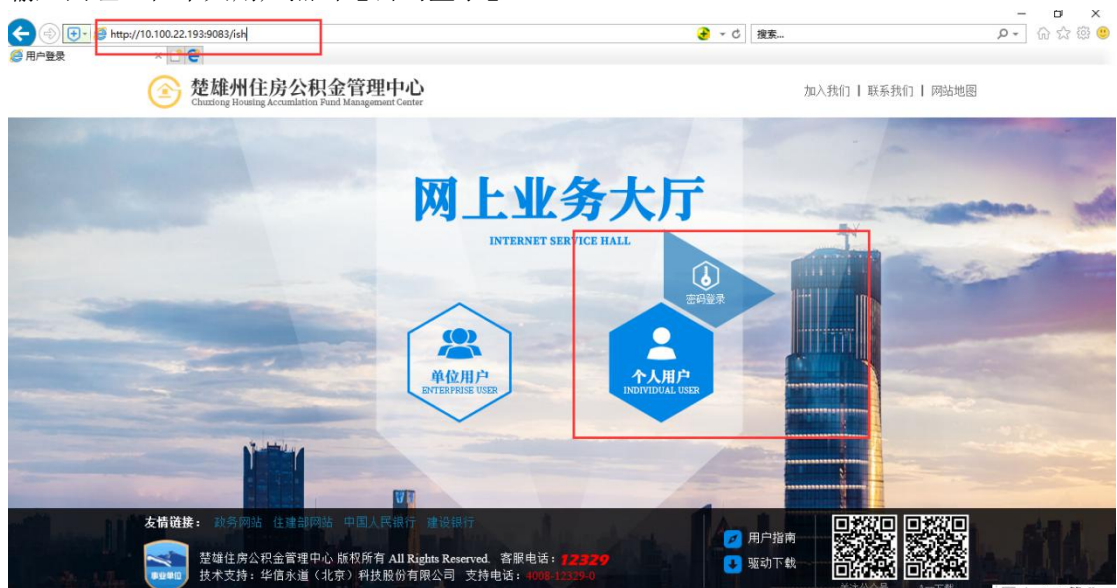 http://10.100.22.193:9083/ish
搜索...
用户登录
楚雄州住房公积金管理中心
Chuxiong Housing Accumlation Fund Management Center
加入我们 | 联系我们 | 网站地图
网上业务大厅
INTERNET SERVICE HALL
密码登录
单位用户
ENTERPRISE USER
个人用户
INDIVIDUAL USER
友情链接: 政务网站 住建部网站 中国人民银行 建设银行
事业单位
楚雄住房公积金管理中心 版权所有 All Rights Reserved. 客服电话:12329
技术支持:华信永道(北京)科技股份有限公司 支持电话:4008-12329-0
用户指南
驱动下载